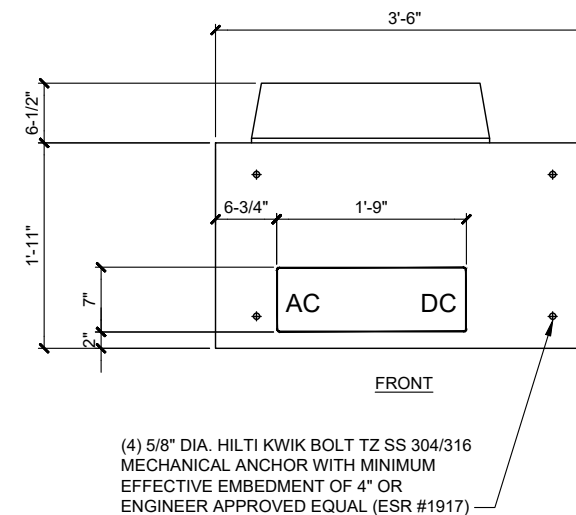 3'-6"
6-1/2"
6-3/4"
1'-9"
1'-11"
7"
AC DC
2"
FRONT
(4) 5/8" DIA. HILTI KWIK BOLT TZ SS 304/316
MECHANICAL ANCHOR WITH MINIMUM
EFFECTIVE EMBEDMENT OF 4" OR
ENGINEER APPROVED EQUAL (ESR #1917)